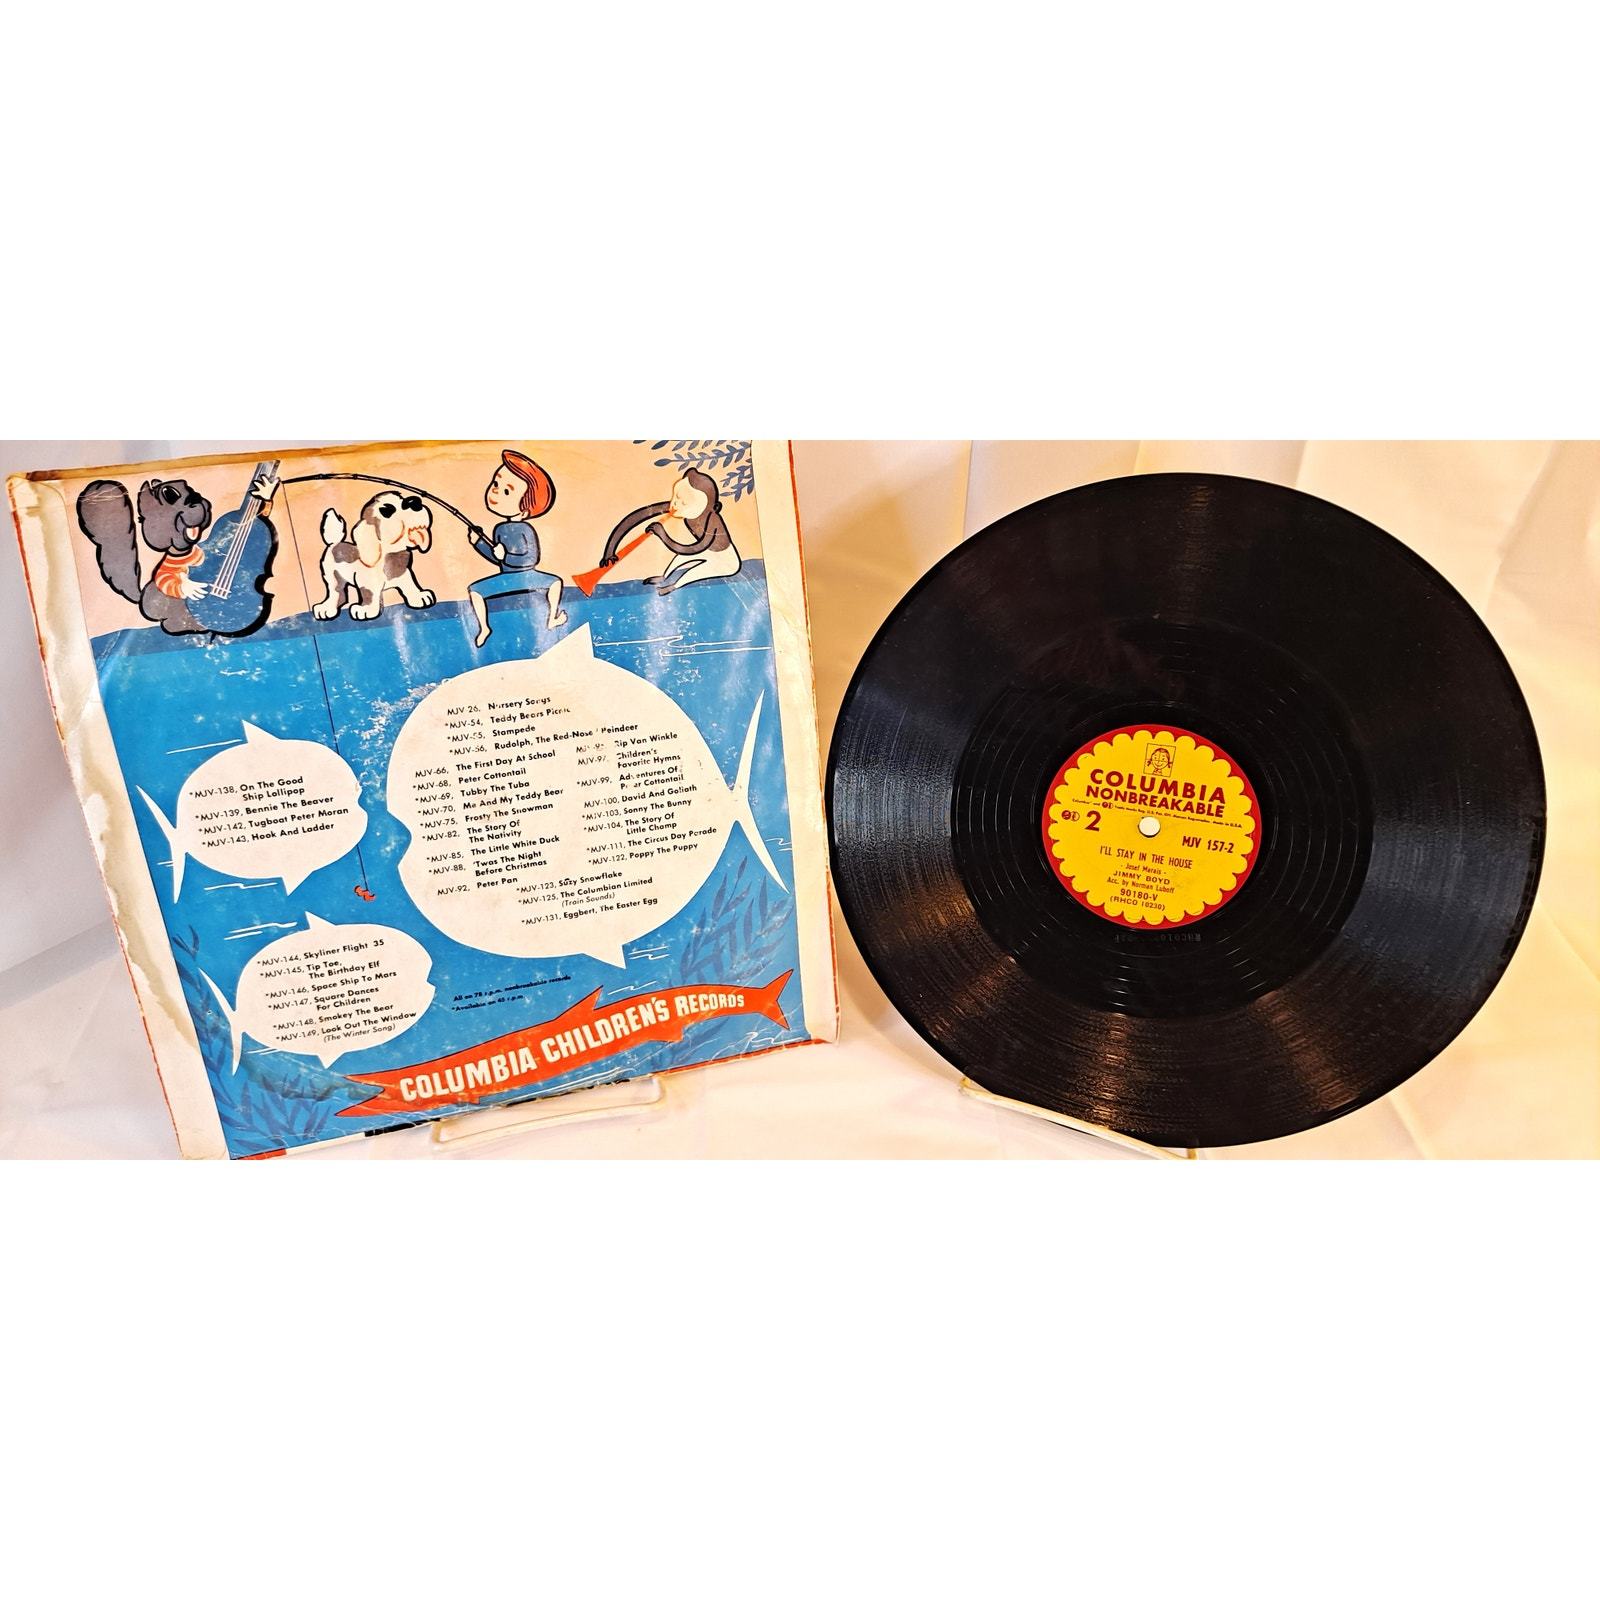 MJV-26, Nursery Songs
*MJV-54, Teddy Bears Picnic
*MJV-55, Stampede
*MJV-56, Rudolph, The Red-Nose Reindeer
MJV-66, The First Day At School
*MJV-68, Peter Cottontail
*MJV-69, Tubby The Tuba
*MJV-70, Me And My Teddy Bear
*MJV-75, Frosty The Snowman
*MJV-82, The Story Of
The Nativity
*MJV-85, The Little White Duck
*MJV-88, 'Twas The Night
Before Christmas
MJV-92, Peter Pan
Rip Van Winkle
*MJV-97, Children's
Favorite Hymns
*MJV-99, Adventures Of
Peter Cottontail
MJV-100, David And Goliath
*MJV-103, Sonny The Bunny
*MJV-104, The Story Of
Little Champ
*MJV-111, The Circus Day Parade
*MJV-122, Poppy The Puppy
*MJV-123, Suzy Snowflake
*MJV-125, The Columbian Limited
(Train Sounds)
*MJV-131, Eggbert, The Easter Egg
*MJV-138, On The Good
Ship Lollipop
*MJV-139, Bennie The Beaver
*MJV-142, Tugboat Peter Moran
*MJV-143, Hook And Ladder
*MJV-144, Skyliner Flight 35
*MJV-145, Tip Toe,
The Birthday Elf
*MJV-146, Space Ship To Mars
*MJV-147, Square Dances
For Children
*MJV-148, Smokey The Bear
*MJV-149, Look Out The Window
(The Winter Song)
All on 78 r.p.m. nonbreakable records
*Available on 45 r.p.m.
COLUMBIA CHILDREN'S RECORDS
COLUMBIA
NONBREAKABLE
2
MJV 157-2
I'LL STAY IN THE HOUSE
- Josef Marais -
JIMMY BOYD
Acc. by Norman Luboff
90180-V
(RHCO 10230)